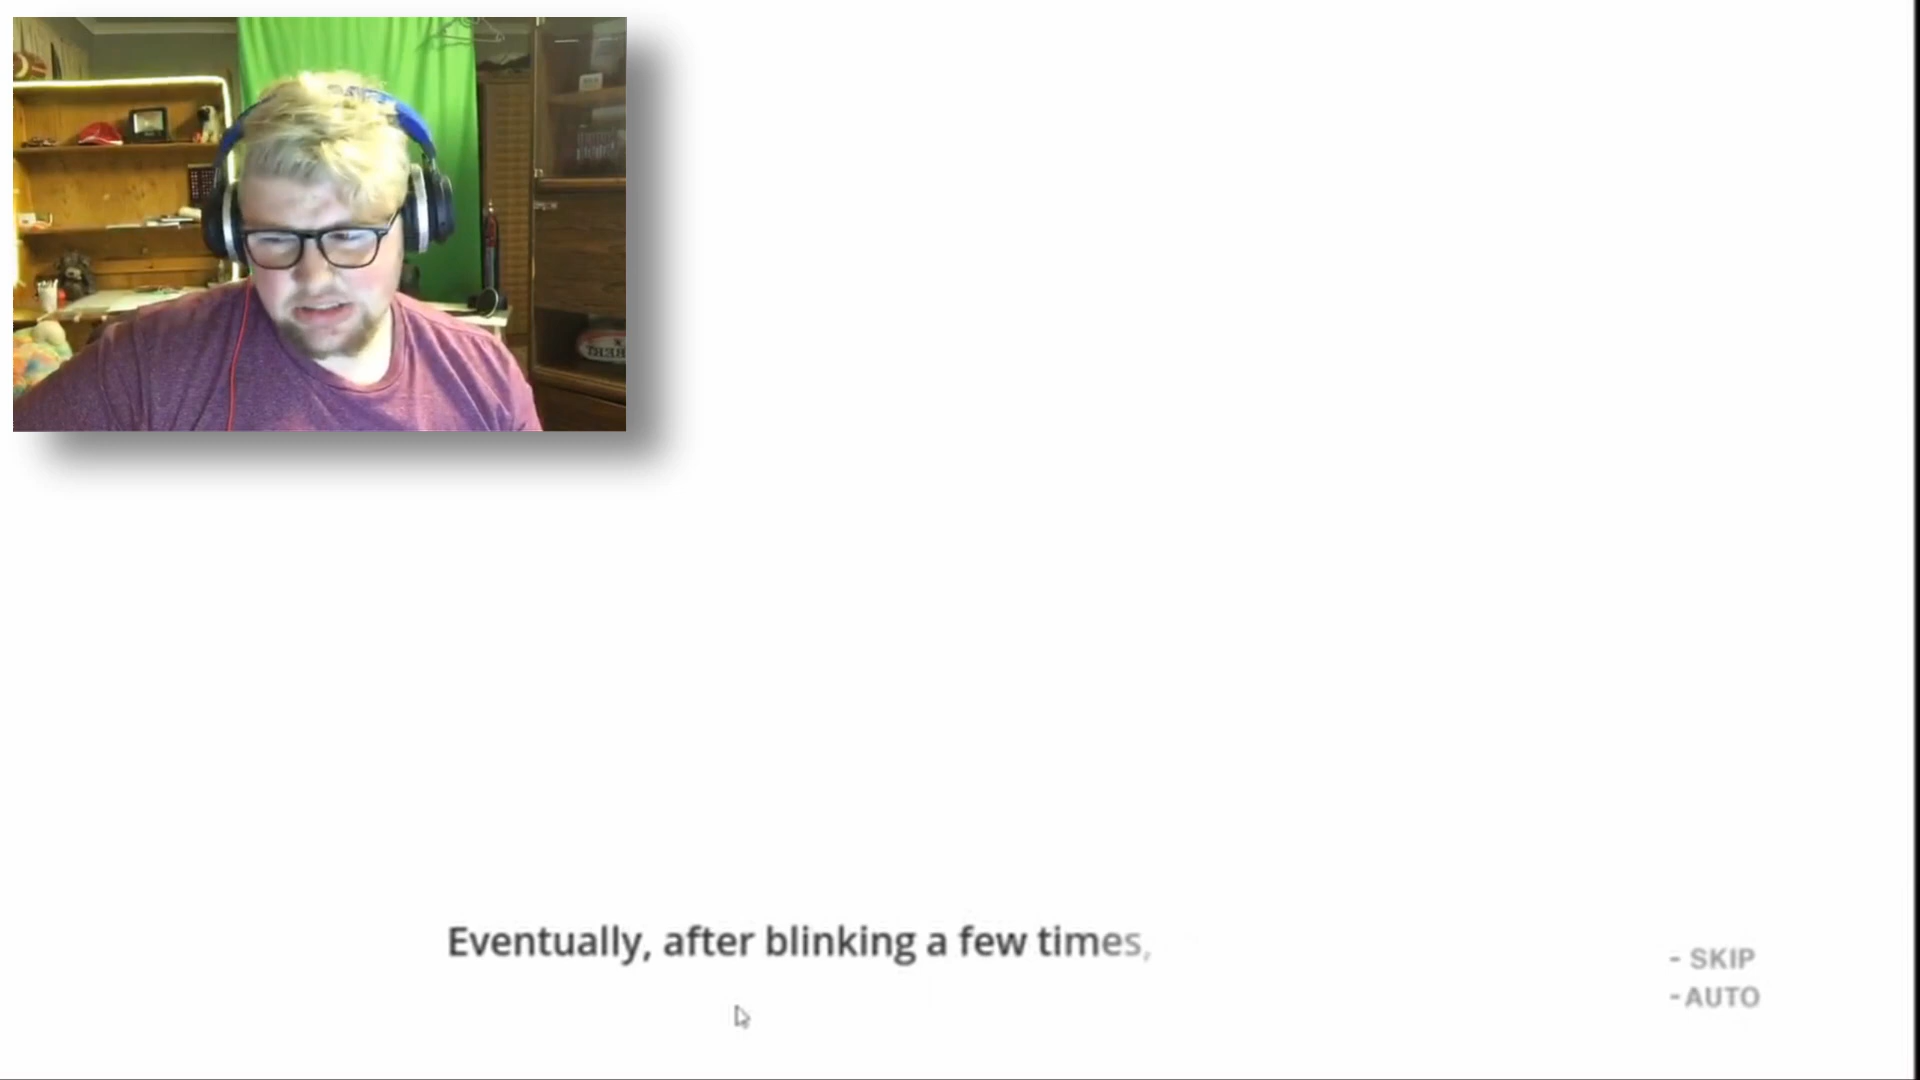 Eventually, after blinking a few times,
- SKIP
- AUTO